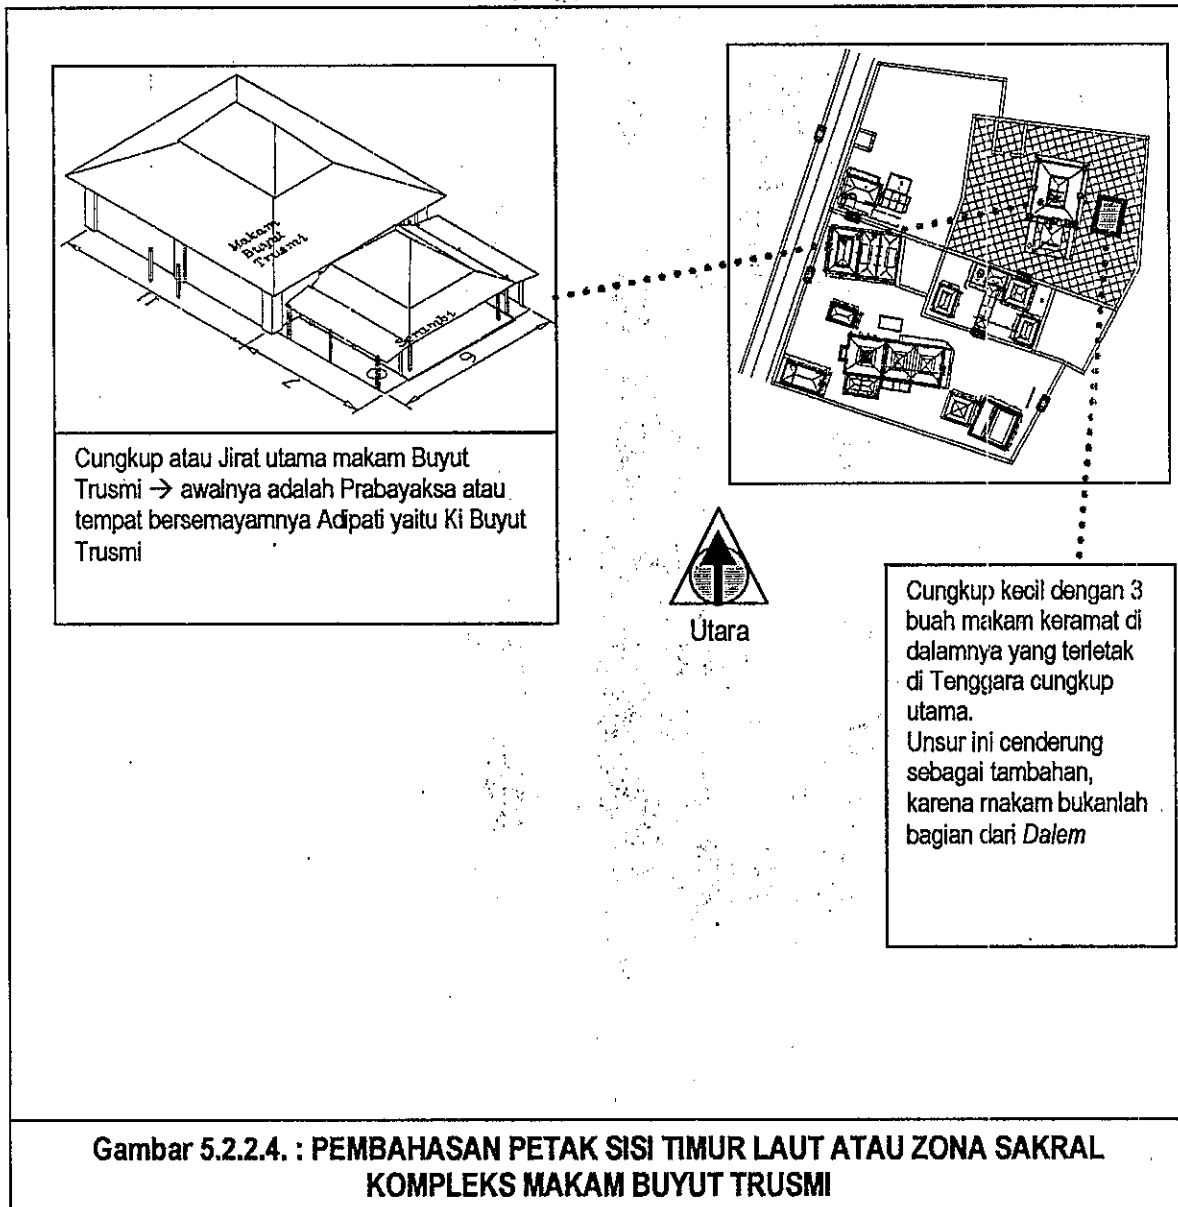 Makam
Buyut
Trusmi
Serambi
7
6
Cungkup atau Jirat utama makam Buyut
Trusmi → awalnya adalah Prabayaksa atau
tempat bersemayamnya Adipati yaitu Ki Buyut
Trusmi
Utara
Cungkup kecil dengan 3
buah makam keramat di
dalamnya yang terletak
di Tenggara cungkup
utama.
Unsur ini cenderung
sebagai tambahan,
karena makam bukanlah
bagian dari Dalem
Gambar 5.2.2.4. : PEMBAHASAN PETAK SISI TIMUR LAUT ATAU ZONA SAKRAL
KOMPLEKS MAKAM BUYUT TRUSMI